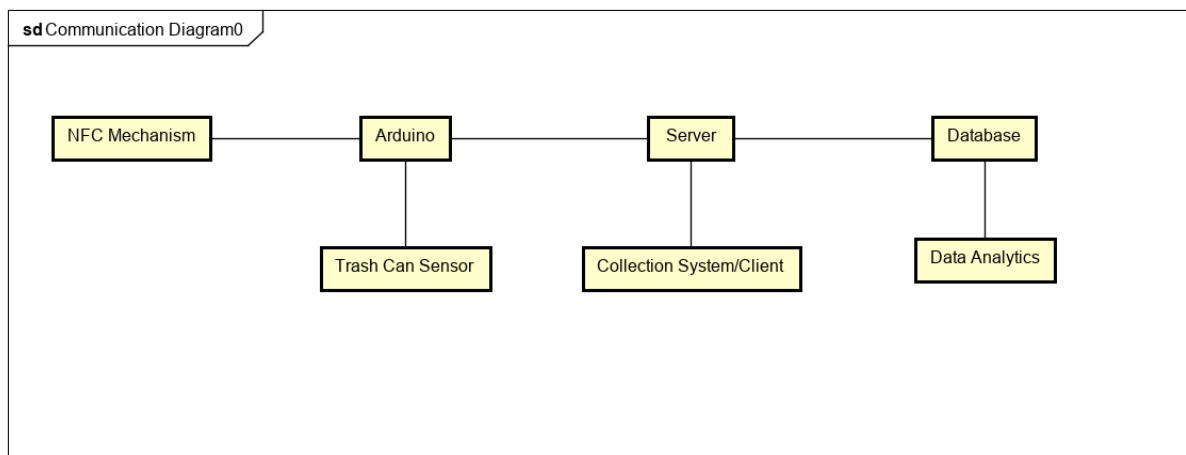 sd Communication Diagram0
NFC Mechanism
Arduino
Server
Database
Trash Can Sensor
Collection System/Client
Data Analytics